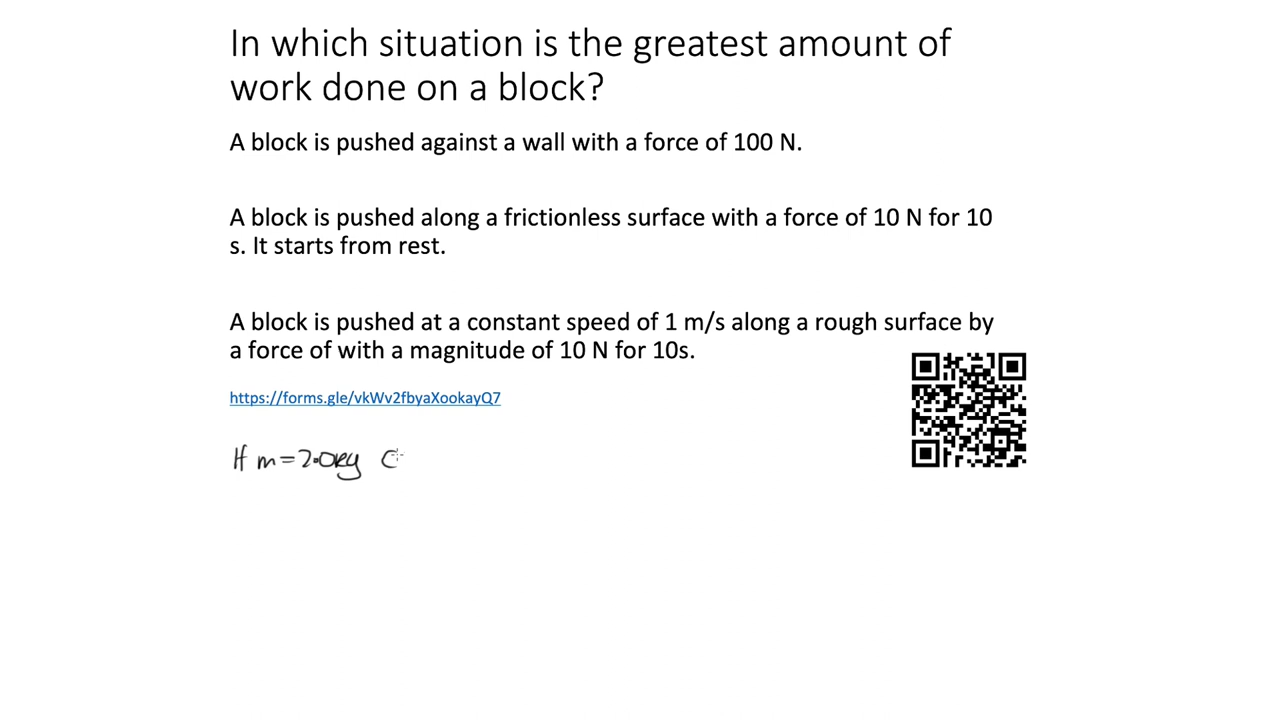 In which situation is the greatest amount of
work done on a block?
A block is pushed against a wall with a force of 100 N.
A block is pushed along a frictionless surface with a force of 10 N for 10
s. It starts from rest.
A block is pushed at a constant speed of 1 m/s along a rough surface by
a force of with a magnitude of 10 N for 10s.
https://forms.gle/vkWv2fbyaXookayQ7
If m=2.0kg